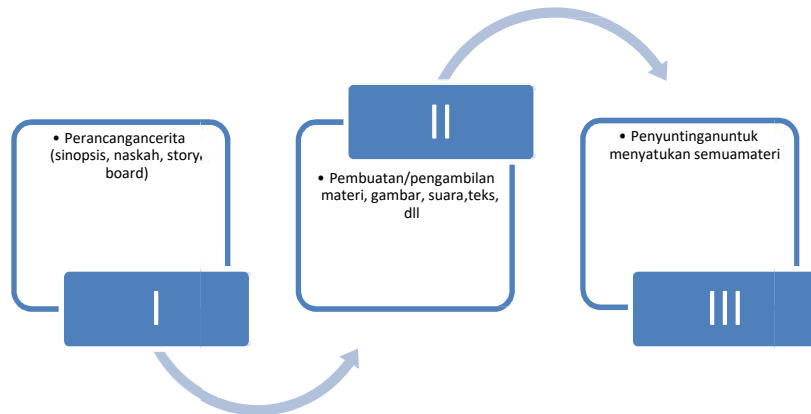 • Perancangancerita
(sinopsis, naskah, story,
board)
I
II
• Pembuatan/pengambilan
materi, gambar, suara,teks,
dll
• Penyuntinganuntuk
menyatukan semuamateri
III